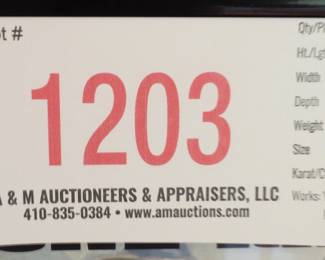 ot #
1203
A & M AUCTIONEERS & APPRAISERS, LLC
410-835-0384 • www.amauctions.com
Qty/P
Ht./Lgt
Width
Depth
Weight
Size
Karat/C
Works: